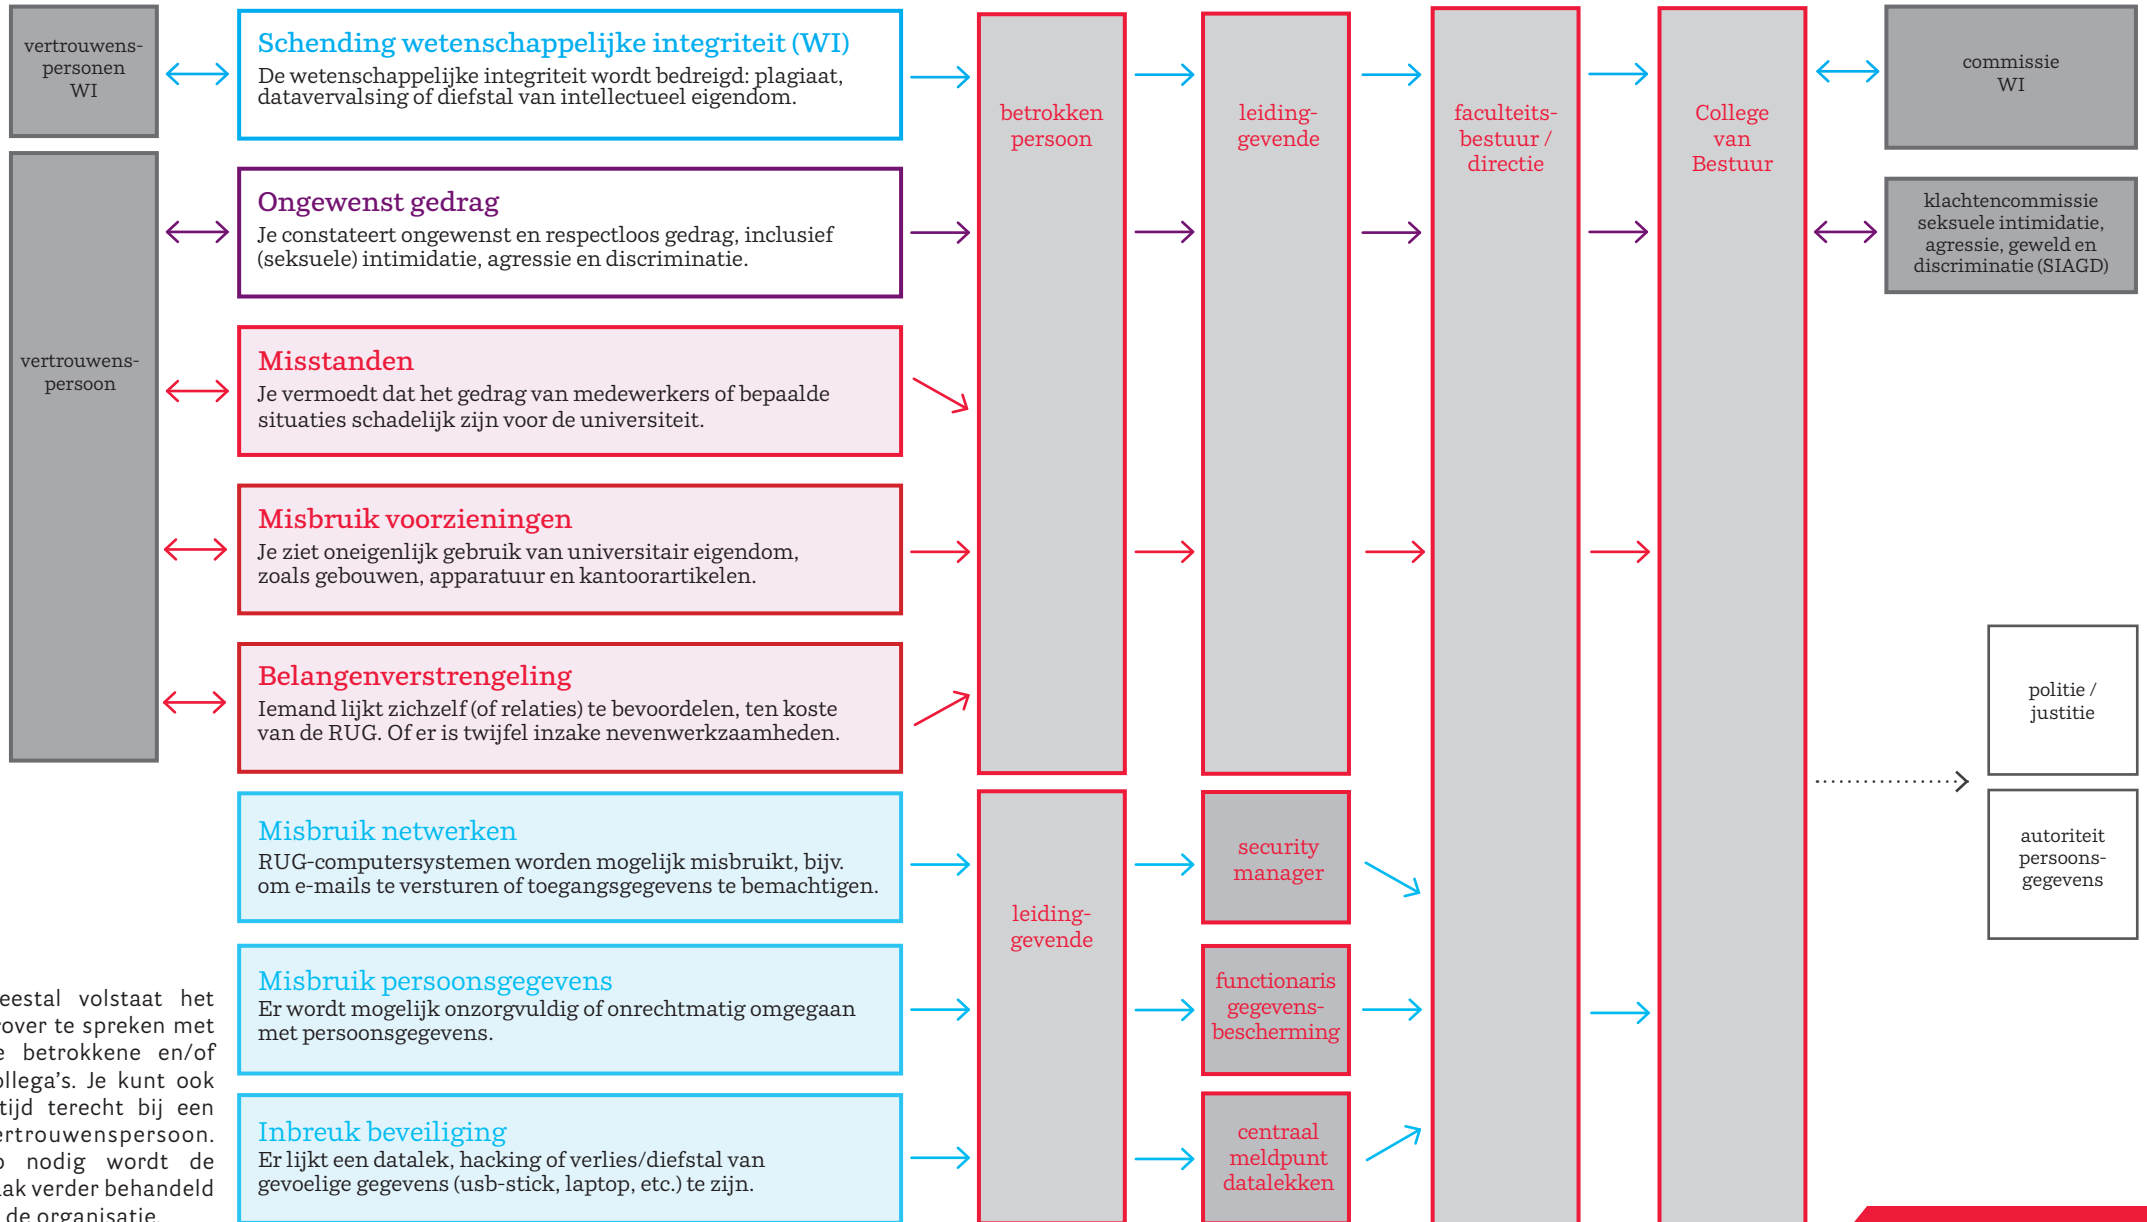 vertrouwens-
personen
WI
Schending wetenschappelijke integriteit (WI)
De wetenschappelijke integriteit wordt bedreigd: plagiaat,
datavervalsing of diefstal van intellectueel eigendom.
betrokken
persoon
leiding-
gevende
faculteits-
bestuur /
directie
College
van
Bestuur
commissie
WI
Ongewenst gedrag
Je constateert ongewenst en respectloos gedrag, inclusief
(seksuele) intimidatie, agressie en discriminatie.
klachtencommissie
seksuele intimidatie,
agressie, geweld en
discriminatie (SIAGD)
vertrouwens-
persoon
Misstanden
Je vermoedt dat het gedrag van medewerkers of bepaalde
situaties schadelijk zijn voor de universiteit.
Misbruik voorzieningen
Je ziet oneigenlijk gebruik van universitair eigendom,
zoals gebouwen, apparatuur en kantoorartikelen.
Belangenverstrengeling
Iemand lijkt zichzelf (of relaties) te bevoordelen, ten koste
van de RUG. Of er is twijfel inzake nevenwerkzaamheden.
politie /
justitie
autoriteit
persoons-
gegevens
Misbruik netwerken
RUG-computersystemen worden mogelijk misbruikt, bijv.
om e-mails te versturen of toegangsgegevens te bemachtigen.
leiding-
gevende
security
manager
Misbruik persoonsgegevens
Er wordt mogelijk onzorgvuldig of onrechtmatig omgegaan
met persoonsgegevens.
functionaris
gegevens-
bescherming
Inbreuk beveiliging
Er lijkt een datalek, hacking of verlies/diefstal van
gevoelige gegevens (usb-stick, laptop, etc.) te zijn.
centraal
meldpunt
datalekken
eestal volstaat het
rover te spreken met
e betrokkene en/of
ollega's. Je kunt ook
tijd terecht bij een
ertrouwenspersoon.
o nodig wordt de
ak verder behandeld
de organisatie.